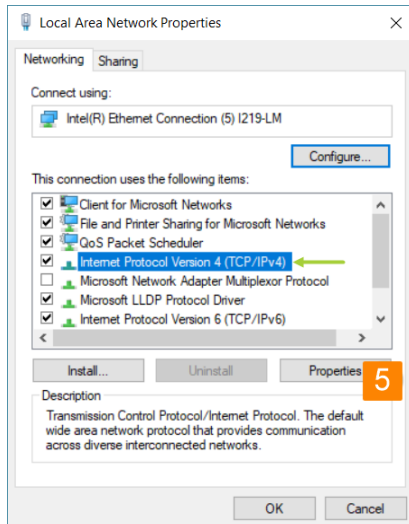 Local Area Network Properties
Networking
Sharing
Connect using:
Intel(R) Ethernet Connection (5) I219-LM
Configure...
This connection uses the following items:
Client for Microsoft Networks
File and Printer Sharing for Microsoft Networks
QoS Packet Scheduler
Internet Protocol Version 4 (TCP/IPv4)
Microsoft Network Adapter Multiplexor Protocol
Microsoft LLDP Protocol Driver
Internet Protocol Version 6 (TCP/IPv6)
Install...
Uninstall
Properties
5
Description
Transmission Control Protocol/Internet Protocol. The default
wide area network protocol that provides communication
across diverse interconnected networks.
OK
Cancel